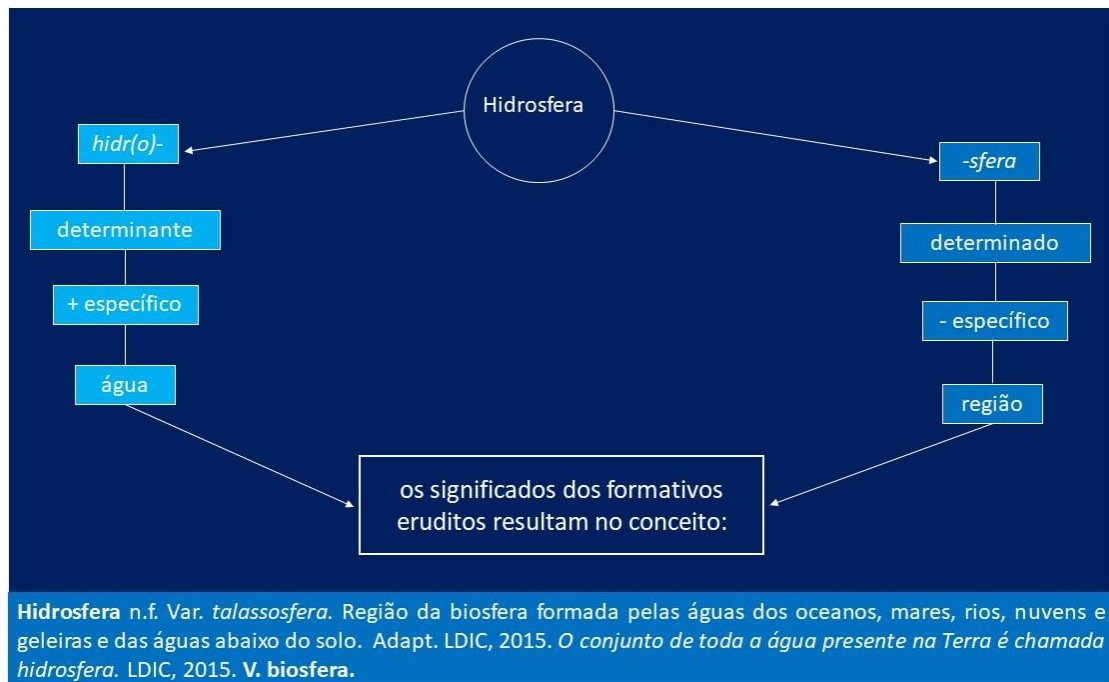 Hidrosfera
hidr(o)-
-sfera
determinante
determinado
+ específico
- específico
água
região
os significados dos formativos
eruditos resultam no conceito:
Hidrosfera n.f. Var. talassosfera. Região da biosfera formada pelas águas dos oceanos, mares, rios, nuvens e
geleiras e das águas abaixo do solo. Adapt. LDIC, 2015. O conjunto de toda a água presente na Terra é chamada
hidrosfera. LDIC, 2015. V. biosfera.